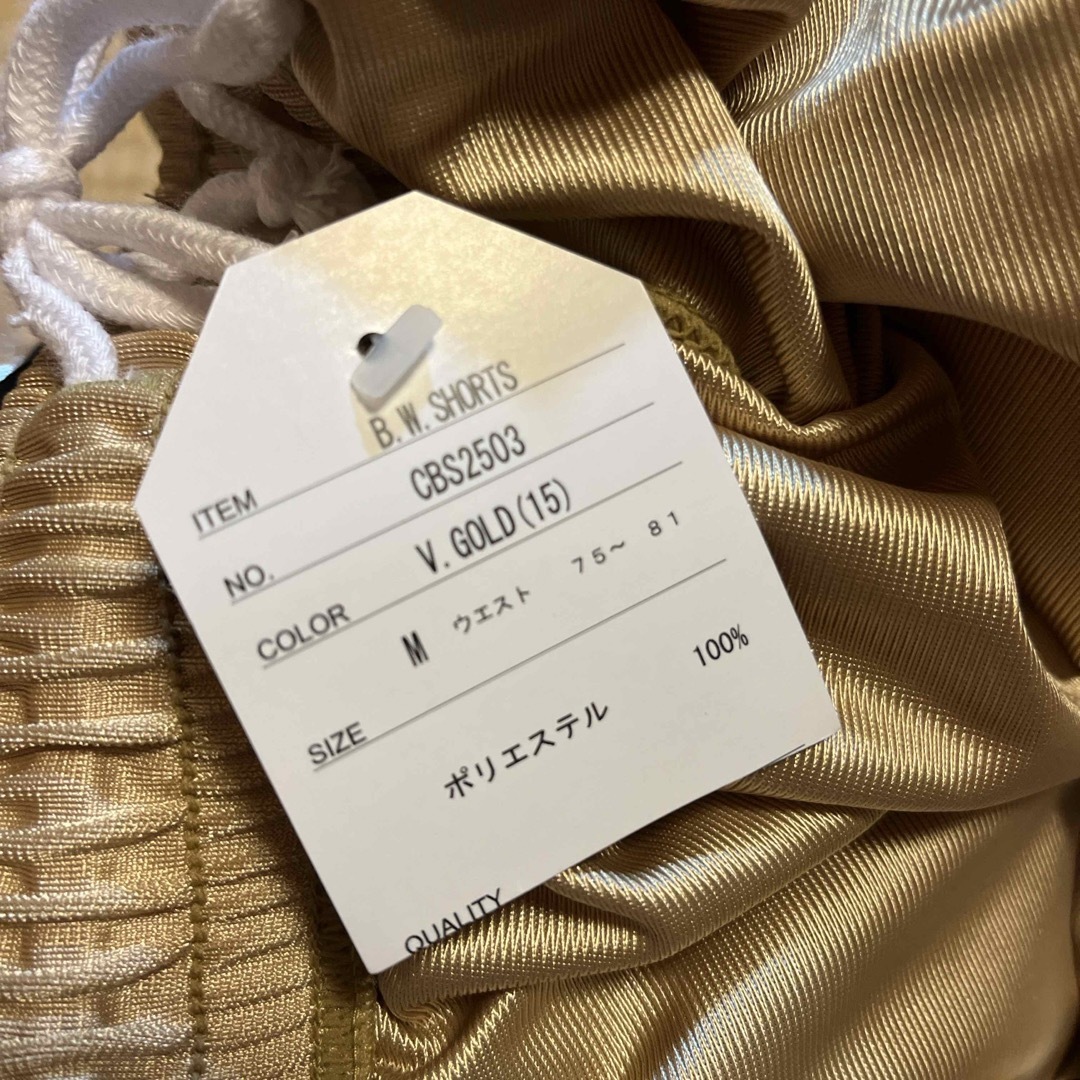 ITEM B. W. SHORTS
NO. CBS2503
COLOR V. GOLD(15)
SIZE M ウエスト 75～ 81
ポリエステル 100%
QUALITY